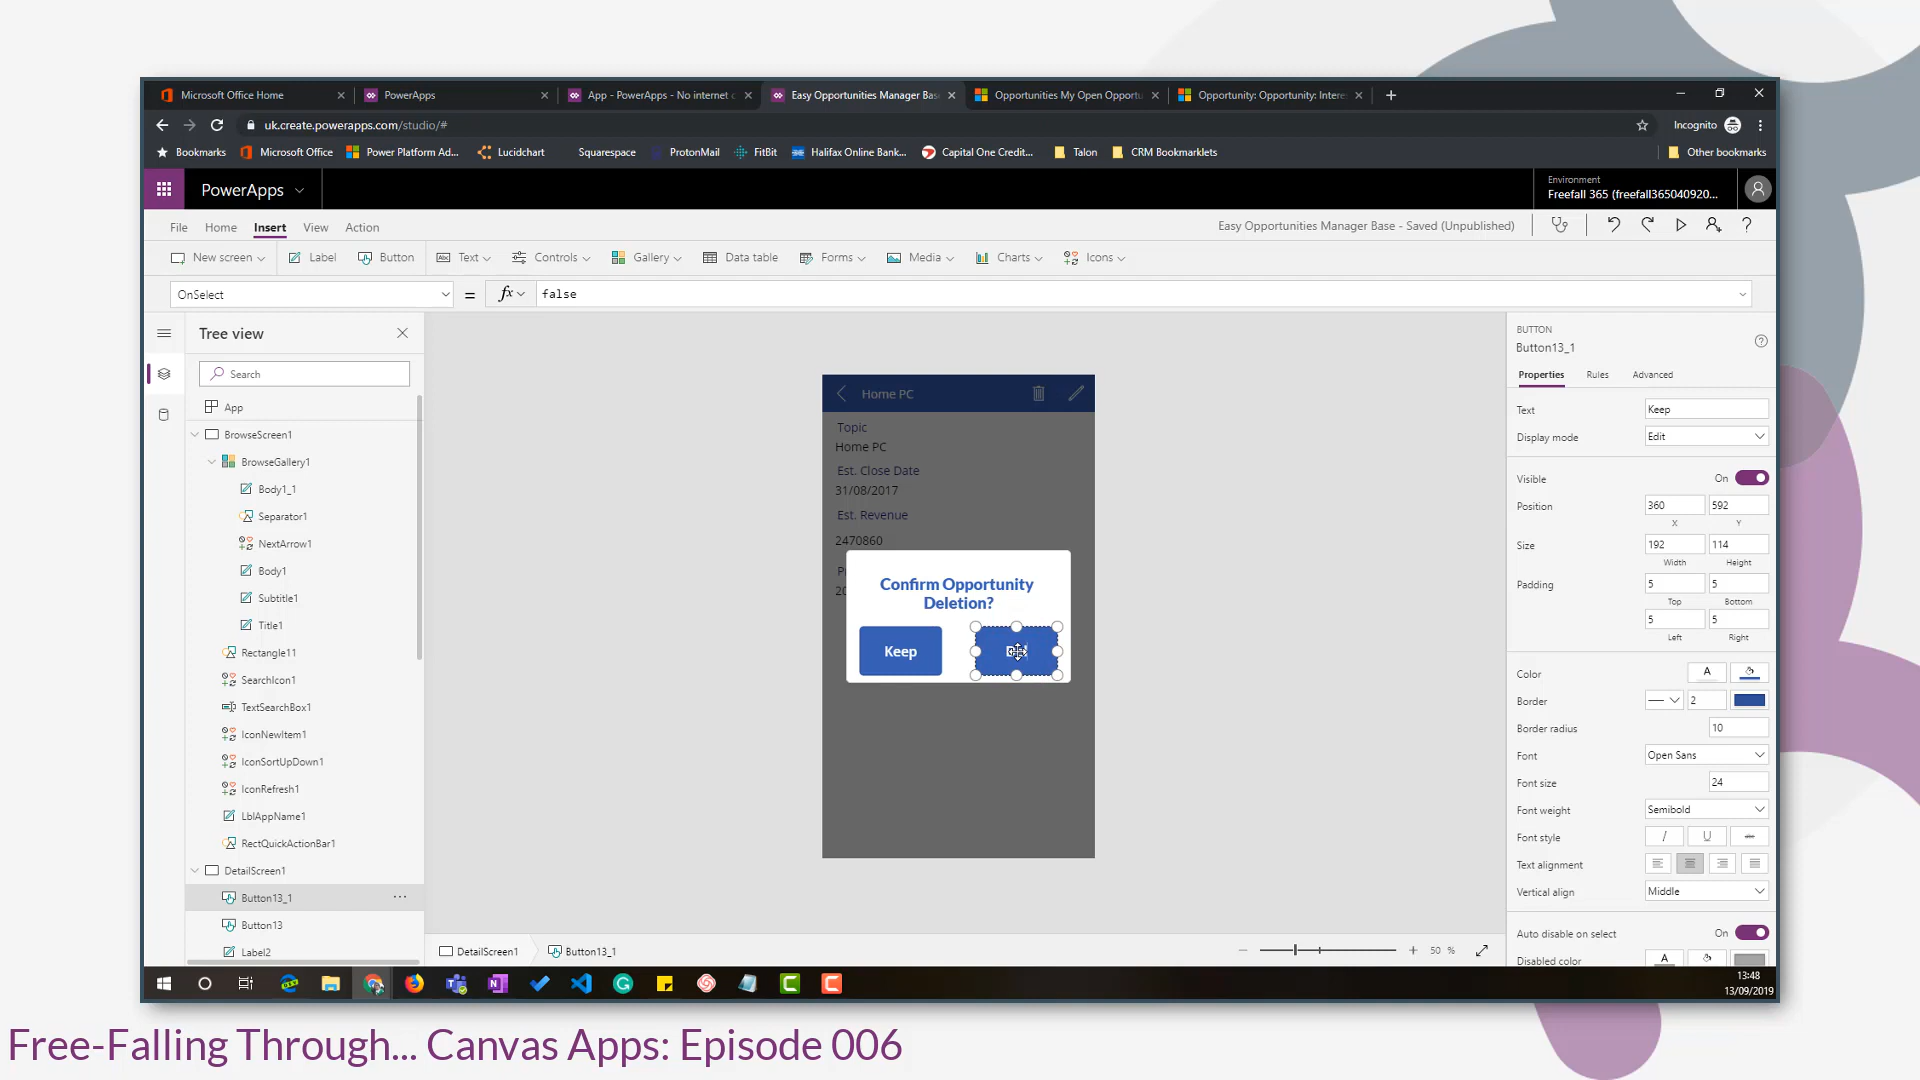 Microsoft Office Home
PowerApps
App - PowerApps - No internet c
Easy Opportunities Manager Bas
Opportunities My Open Opportu
Opportunity: Opportunity: Intere
uk.create.powerapps.com/studio/#
Incognito
Bookmarks
Microsoft Office
Power Platform Ad...
Lucidchart
Squarespace
ProtonMail
FitBit
Halifax Online Bank...
Capital One Credit...
Talon
CRM Bookmarklets
Other bookmarks
PowerApps
Environment
Freefall 365 (freefall365040920...
File
Home
Insert
View
Action
Easy Opportunities Manager Base - Saved (Unpublished)
New screen
Label
Button
Text
Controls
Gallery
Data table
Forms
Media
Charts
Icons
OnSelect
=
fx
false
Tree view
Search
App
BrowseScreen1
BrowseGallery1
Body1_1
Separator1
NextArrow1
Body1
Subtitle1
Title1
Rectangle11
SearchIcon1
TextSearchBox1
IconNewItem1
IconSortUpDown1
IconRefresh1
LblAppName1
RectQuickActionBar1
DetailScreen1
Button13_1
Button13
Label2
Home PC
Topic
Home PC
Est. Close Date
31/08/2017
Est. Revenue
2470860
Confirm Opportunity
Deletion?
Keep
DetailScreen1
Button13_1
50 %
BUTTON
Button13_1
Properties
Rules
Advanced
Text
Keep
Display mode
Edit
Visible
On
Position
360
592
X
Y
Size
192
114
Width
Height
Padding
5
5
Top
Bottom
5
5
Left
Right
Color
A
Border
2
Border radius
10
Font
Open Sans
Font size
24
Font weight
Semibold
Font style
/
U
abc
Text alignment
Vertical align
Middle
Auto disable on select
On
Disabled color
A
13:48
13/09/2019
Free-Falling Through... Canvas Apps: Episode 006